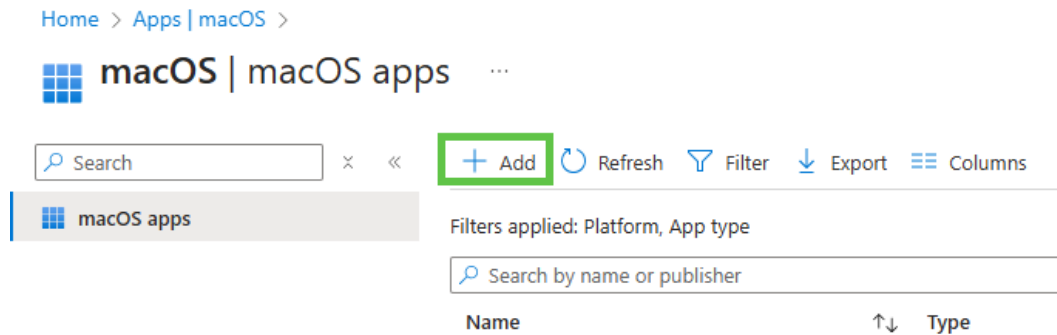 Home > Apps | macOS >
macOS | macOS apps ...
Search
Add Refresh Filter Export Columns
macOS apps
Filters applied: Platform, App type
Search by name or publisher
Name ↑↓ Type